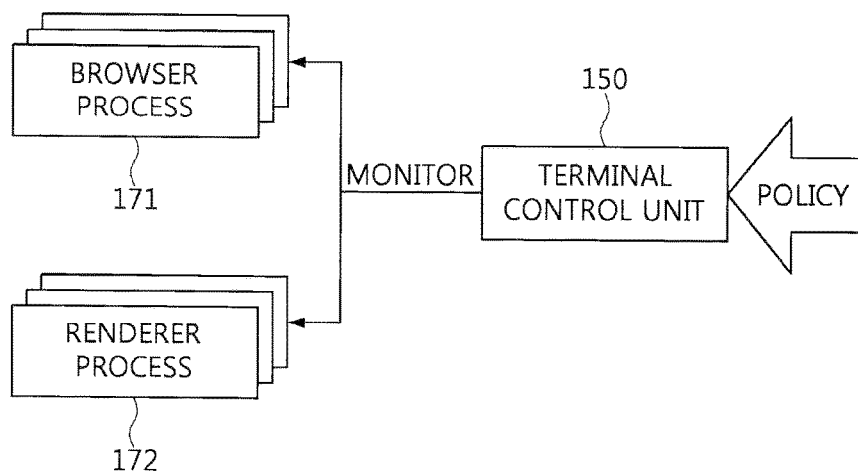 BROWSER
PROCESS
171
150
MONITOR
TERMINAL
CONTROL UNIT
POLICY
RENDERER
PROCESS
172